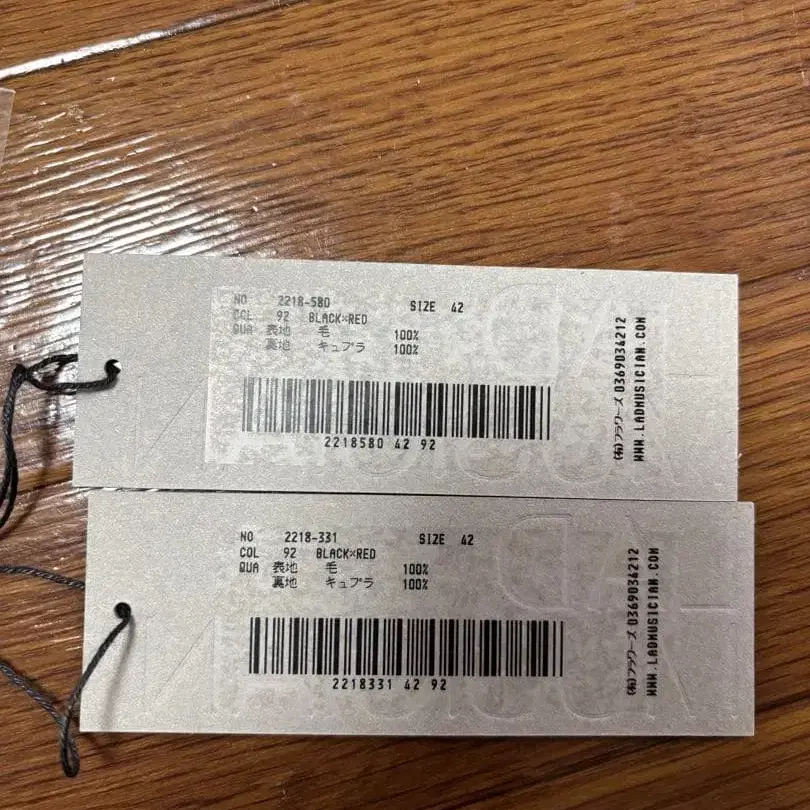 NO 2218-580 SIZE 42
COL 92 BLACK×RED
QUA 表地 毛 100%
裏地 キュプラ 100%
2218580 42 92
(有)フラワーズ 0369034212
WWW.LADMUSICIAN.COM
NO 2218-331 SIZE 42
COL 92 BLACK×RED
QUA 表地 毛 100%
裏地 キュプラ 100%
2218331 42 92
(有)フラワーズ 0369034212
WWW.LADMUSICIAN.COM